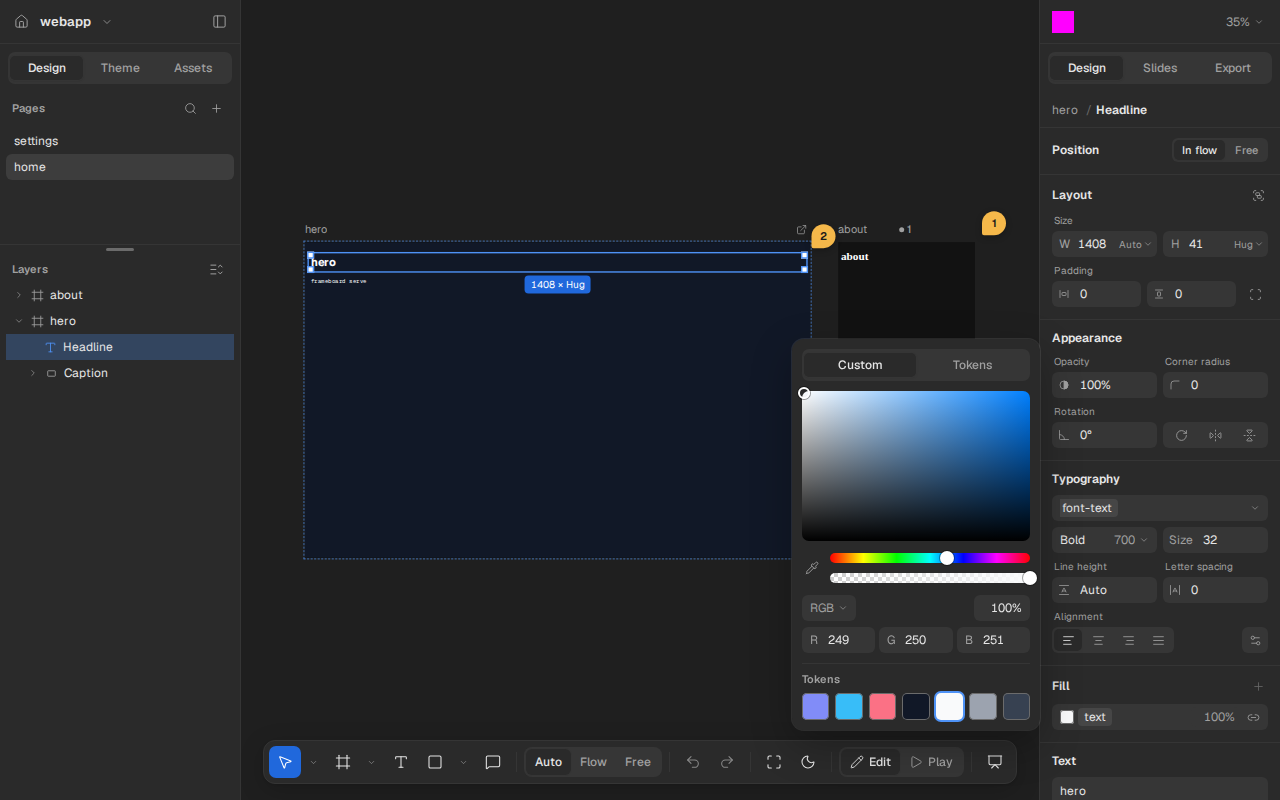 webapp
Design Theme Assets
Pages
settings
home
Layers
about
hero
Headline
Caption
hero
2
about 1
1
hero
frameboard serve
1408 × Hug
about
Custom Tokens
RGB 100%
R 249 G 250 B 251
Tokens
Auto Flow Free Edit Play
35%
Design Slides Export
hero / Headline
Position In flow Free
Layout
Size
W 1408 Auto H 41 Hug
Padding
0 0
Appearance
Opacity Corner radius
100% 0
Rotation
0°
Typography
font-text
Bold 700 Size 32
Line height Letter spacing
Auto 0
Alignment
Fill
text 100%
Text
hero